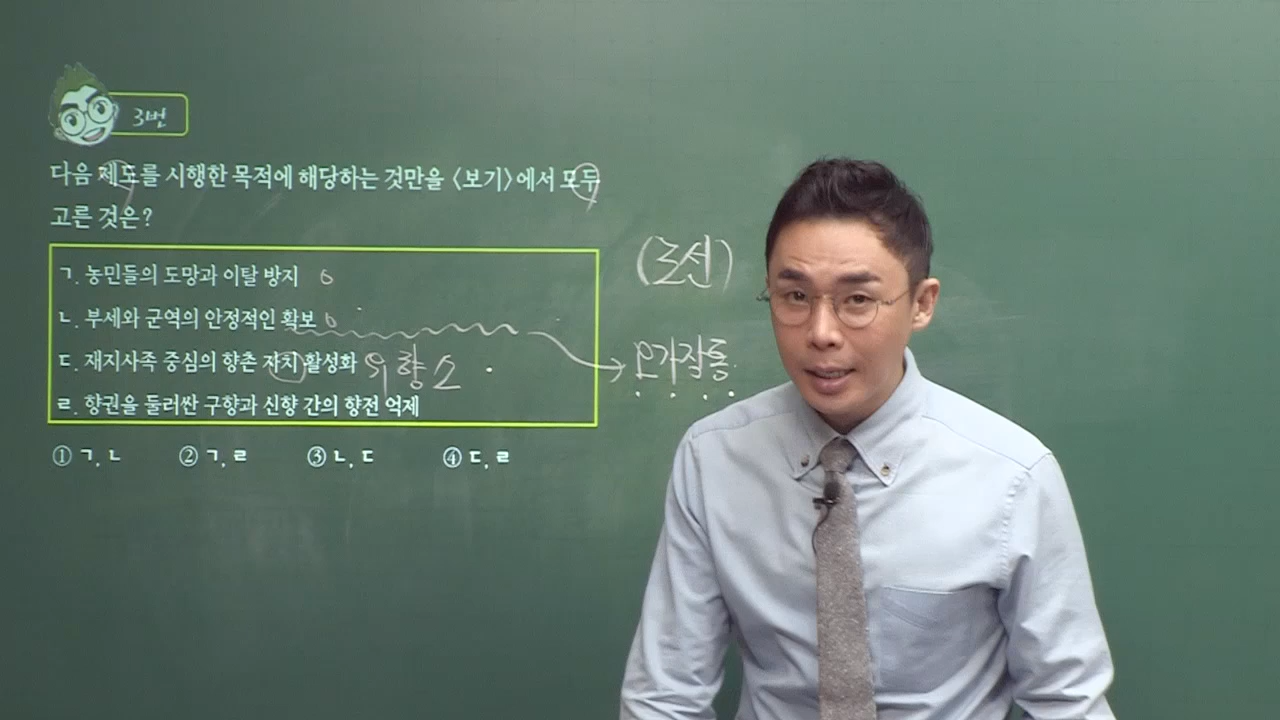 3번
다음 제도를 시행한 목적에 해당하는 것만을 〈보기〉에서 모두
고른 것은?
ㄱ. 농민들의 도망과 이탈 방지
ㄴ. 부세와 군역의 안정적인 확보
ㄷ. 재지사족 중심의 향촌 자치 활성화 유향소
ㄹ. 향권을 둘러싼 구향과 신향 간의 향전 억제
① ㄱ, ㄴ ② ㄱ, ㄹ ③ ㄴ, ㄷ ④ ㄷ, ㄹ
(조선)
오가작통